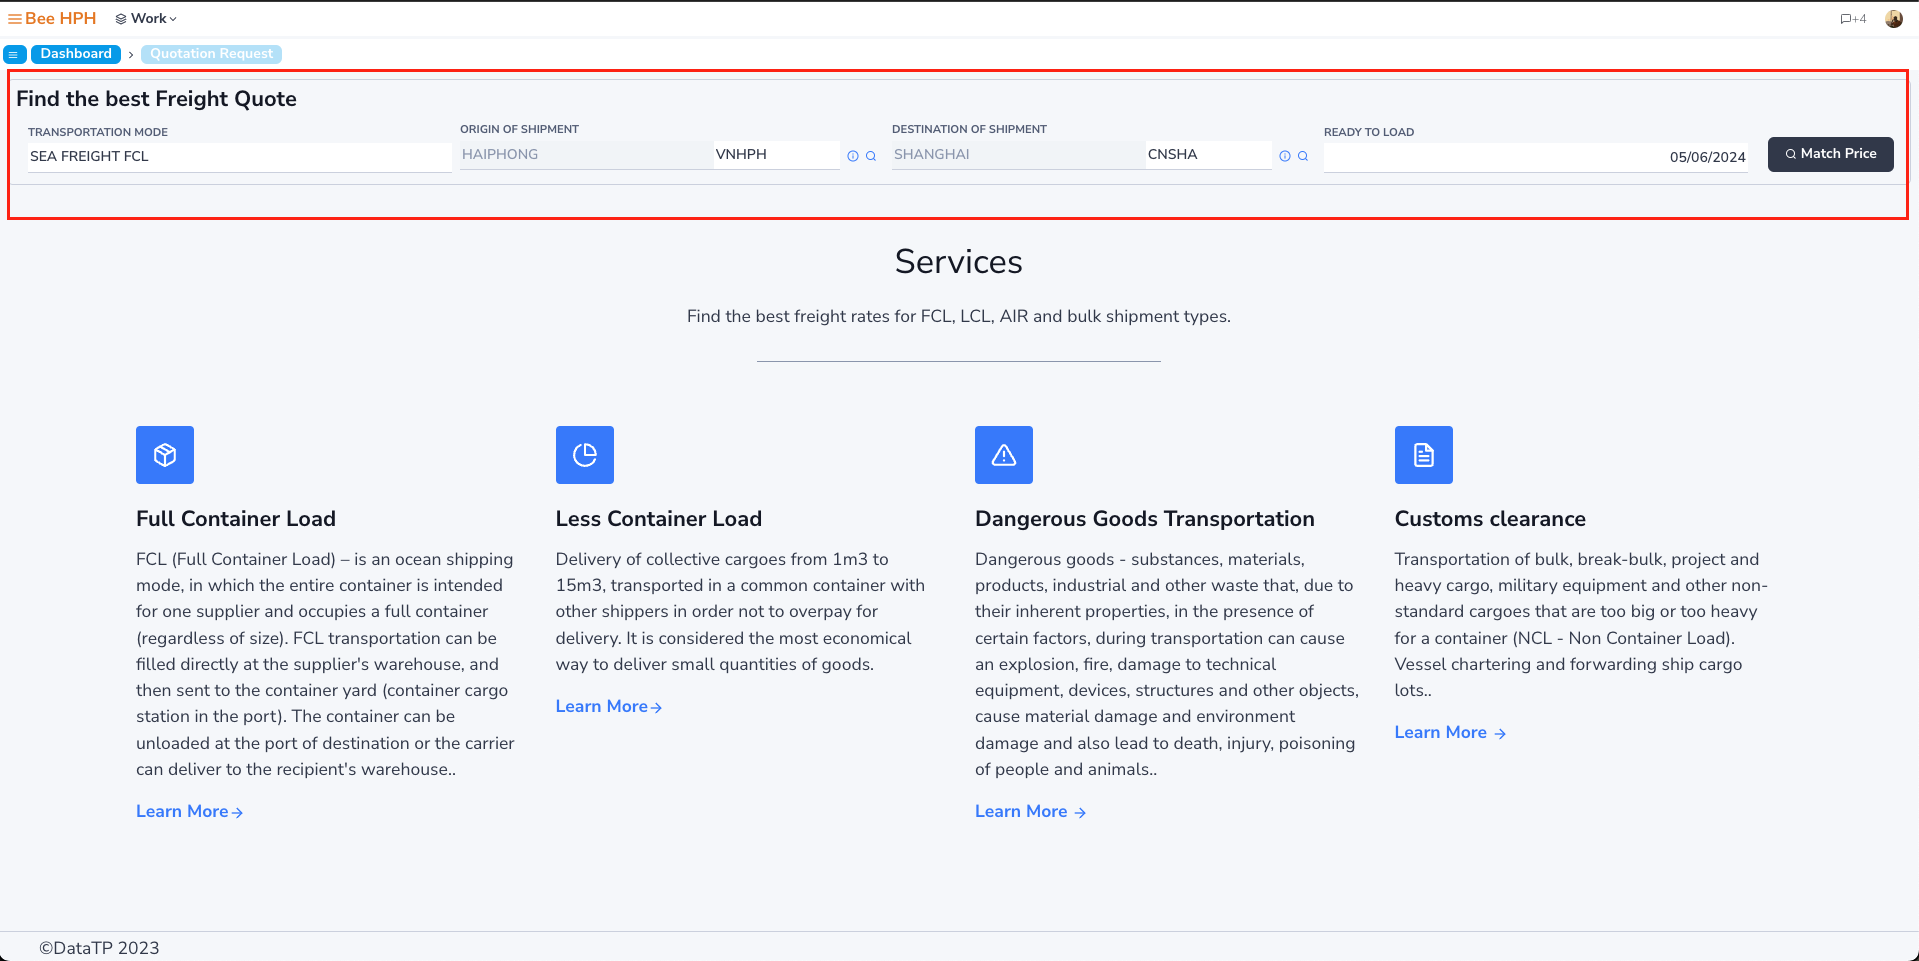 Bee HPH Work +4
Dashboard Quotation Request
Find the best Freight Quote
TRANSPORTATION MODE
SEA FREIGHT FCL
ORIGIN OF SHIPMENT
HAIPHONG VNHPH
DESTINATION OF SHIPMENT
SHANGHAI CNSHA
READY TO LOAD
05/06/2024
Match Price
Services
Find the best freight rates for FCL, LCL, AIR and bulk shipment types.
Full Container Load
FCL (Full Container Load) – is an ocean shipping
mode, in which the entire container is intended
for one supplier and occupies a full container
(regardless of size). FCL transportation can be
filled directly at the supplier's warehouse, and
then sent to the container yard (container cargo
station in the port). The container can be
unloaded at the port of destination or the carrier
can deliver to the recipient's warehouse..
Learn More
Less Container Load
Delivery of collective cargoes from 1m3 to
15m3, transported in a common container with
other shippers in order not to overpay for
delivery. It is considered the most economical
way to deliver small quantities of goods.
Learn More
Dangerous Goods Transportation
Dangerous goods - substances, materials,
products, industrial and other waste that, due to
their inherent properties, in the presence of
certain factors, during transportation can cause
an explosion, fire, damage to technical
equipment, devices, structures and other objects,
cause material damage and environment
damage and also lead to death, injury, poisoning
of people and animals..
Learn More
Customs clearance
Transportation of bulk, break-bulk, project and
heavy cargo, military equipment and other non-
standard cargoes that are too big or too heavy
for a container (NCL - Non Container Load).
Vessel chartering and forwarding ship cargo
lots..
Learn More
©DataTP 2023